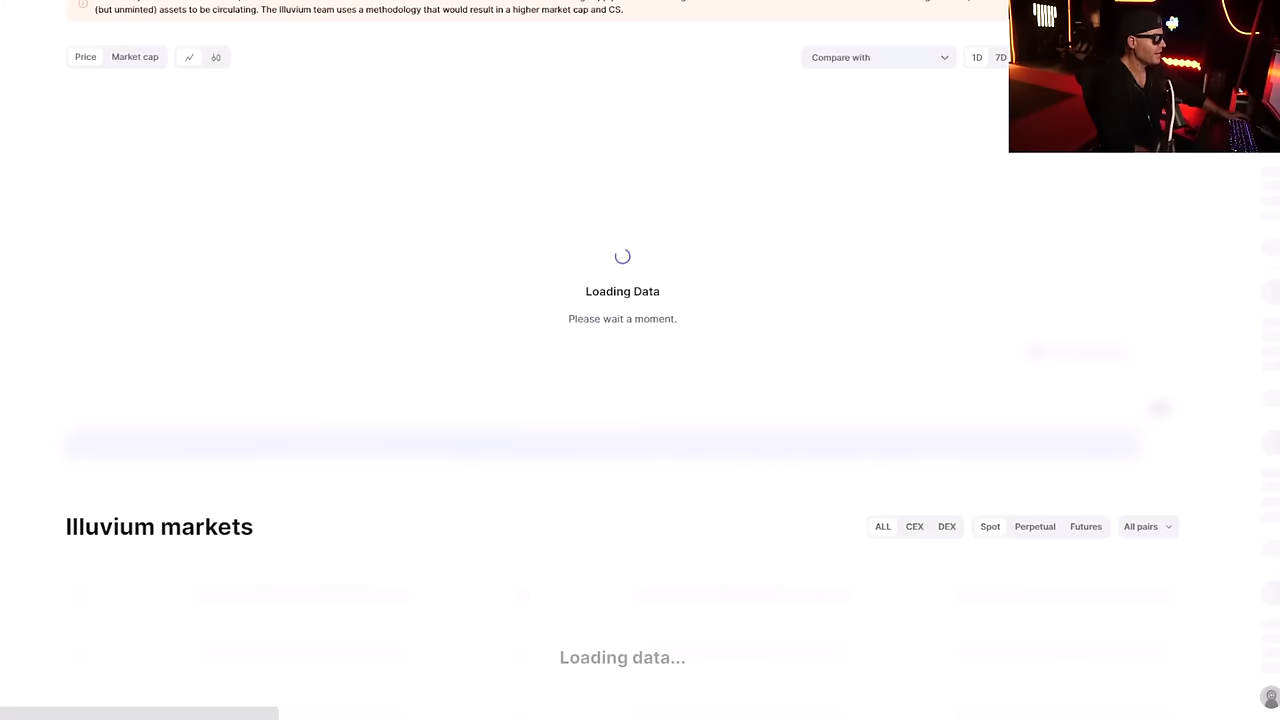 (but unminted) assets to be circulating. The Illuvium team uses a methodology that would result in a higher market cap and CS.
Price Market cap Compare with 1D 7D
Loading Data
Please wait a moment.
Illuvium markets ALL CEX DEX Spot Perpetual Futures All pairs
Loading data...